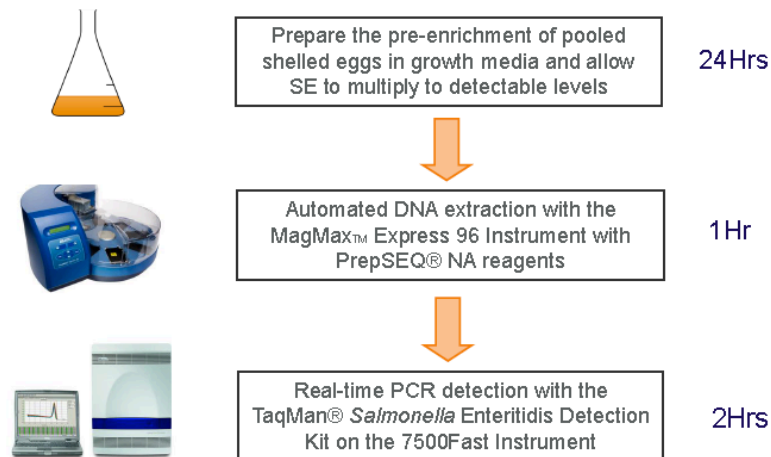 Prepare the pre-enrichment of pooled
shelled eggs in growth media and allow
SE to multiply to detectable levels
24Hrs
Automated DNA extraction with the
MagMax™ Express 96 Instrument with
PrepSEQ® NA reagents
1Hr
Real-time PCR detection with the
TaqMan® Salmonella Enteritidis Detection
Kit on the 7500Fast Instrument
2Hrs